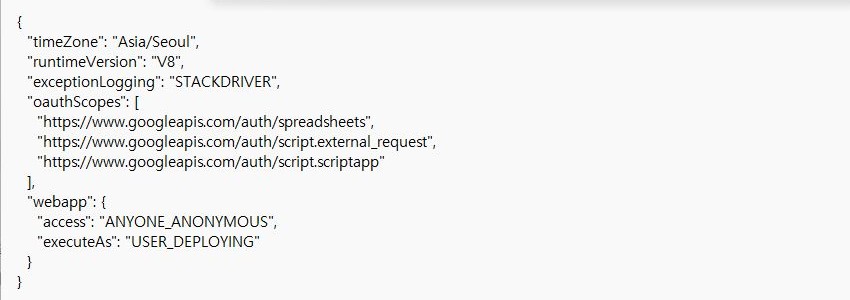 {
"timeZone": "Asia/Seoul",
"runtimeVersion": "V8",
"exceptionLogging": "STACKDRIVER",
"oauthScopes": [
"https://www.googleapis.com/auth/spreadsheets",
"https://www.googleapis.com/auth/script.external_request",
"https://www.googleapis.com/auth/script.scriptapp"
],
"webapp": {
"access": "ANYONE_ANONYMOUS",
"executeAs": "USER_DEPLOYING"
}
}